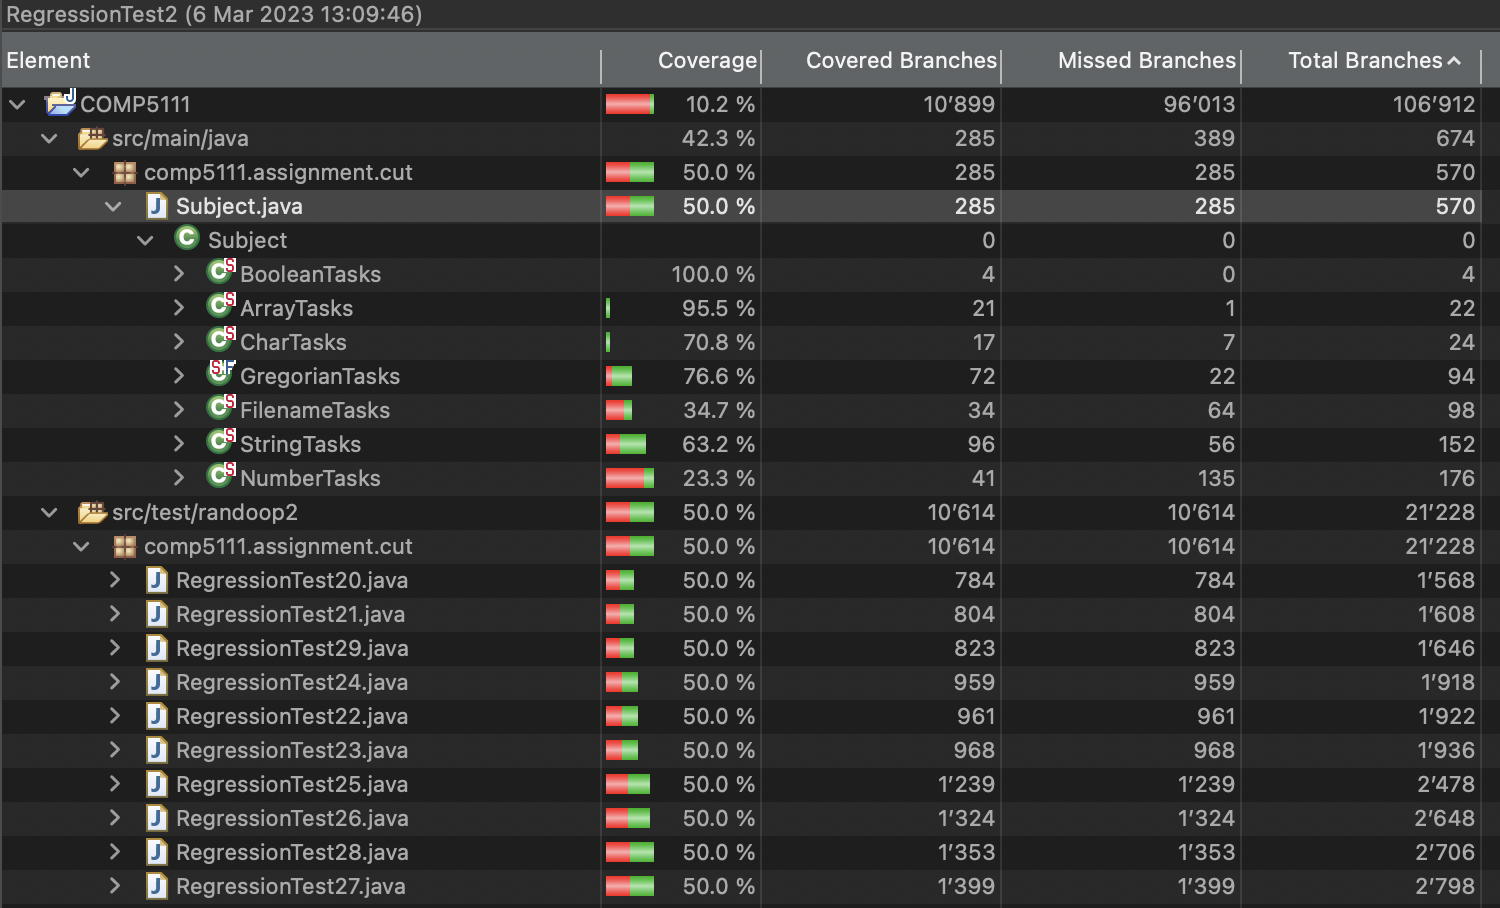 RegressionTest2 (6 Mar 2023 13:09:46)
Element Coverage Covered Branches Missed Branches Total Branches
COMP5111 10.2 % 10’899 96’013 106’912
src/main/java 42.3 % 285 389 674
comp5111.assignment.cut 50.0 % 285 285 570
Subject.java 50.0 % 285 285 570
Subject 0 0 0
BooleanTasks 100.0 % 4 0 4
ArrayTasks 95.5 % 21 1 22
CharTasks 70.8 % 17 7 24
GregorianTasks 76.6 % 72 22 94
FilenameTasks 34.7 % 34 64 98
StringTasks 63.2 % 96 56 152
NumberTasks 23.3 % 41 135 176
src/test/randoop2 50.0 % 10’614 10’614 21’228
comp5111.assignment.cut 50.0 % 10’614 10’614 21’228
RegressionTest20.java 50.0 % 784 784 1’568
RegressionTest21.java 50.0 % 804 804 1’608
RegressionTest29.java 50.0 % 823 823 1’646
RegressionTest24.java 50.0 % 959 959 1’918
RegressionTest22.java 50.0 % 961 961 1’922
RegressionTest23.java 50.0 % 968 968 1’936
RegressionTest25.java 50.0 % 1’239 1’239 2’478
RegressionTest26.java 50.0 % 1’324 1’324 2’648
RegressionTest28.java 50.0 % 1’353 1’353 2’706
RegressionTest27.java 50.0 % 1’399 1’399 2’798